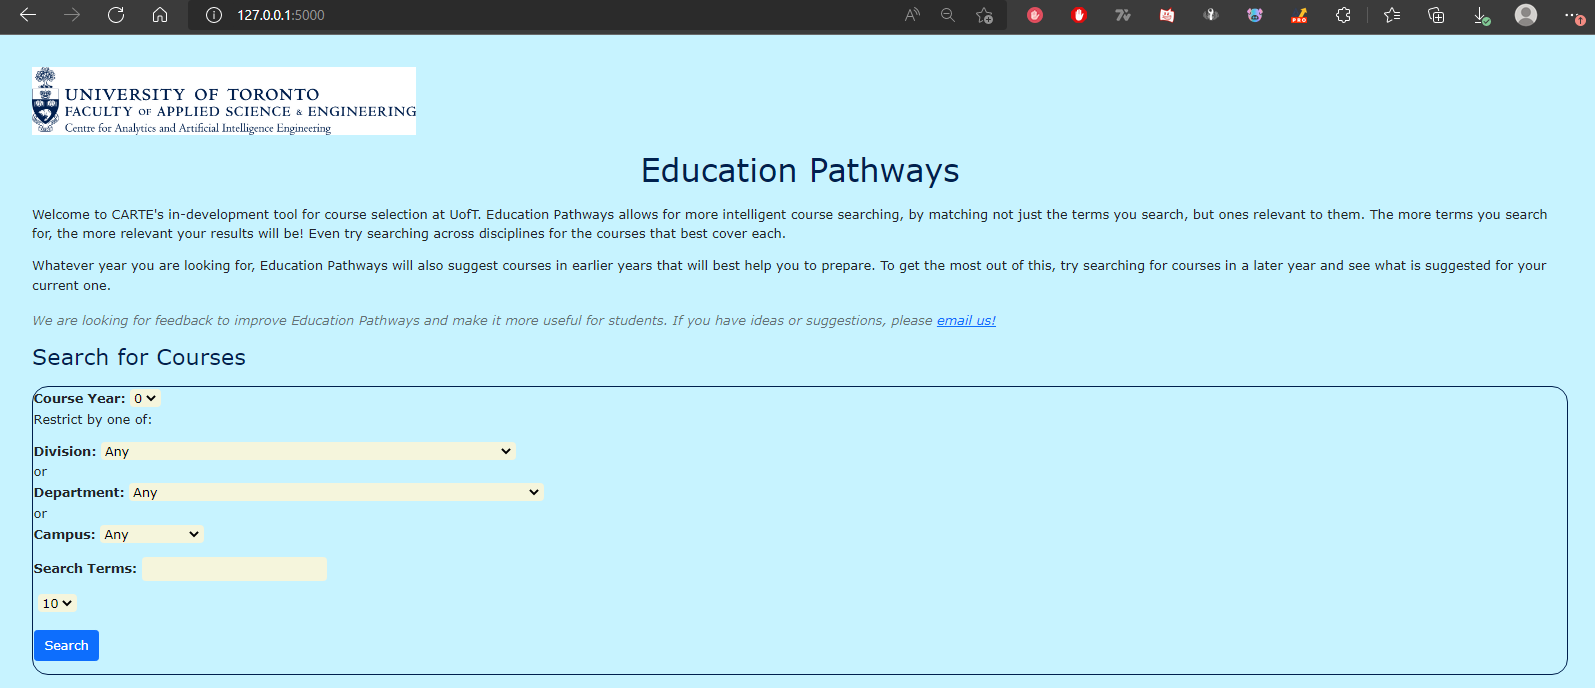 127.0.0.1:5000
UNIVERSITY OF TORONTO
FACULTY OF APPLIED SCIENCE & ENGINEERING
Centre for Analytics and Artificial Intelligence Engineering
Education Pathways
Welcome to CARTE's in-development tool for course selection at UofT. Education Pathways allows for more intelligent course searching, by matching not just the terms you search, but ones relevant to them. The more terms you search
for, the more relevant your results will be! Even try searching across disciplines for the courses that best cover each.
Whatever year you are looking for, Education Pathways will also suggest courses in earlier years that will best help you to prepare. To get the most out of this, try searching for courses in a later year and see what is suggested for your
current one.
We are looking for feedback to improve Education Pathways and make it more useful for students. If you have ideas or suggestions, please email us!
Search for Courses
Course Year: 0
Restrict by one of:
Division: Any
or
Department: Any
or
Campus: Any
Search Terms:
10
Search